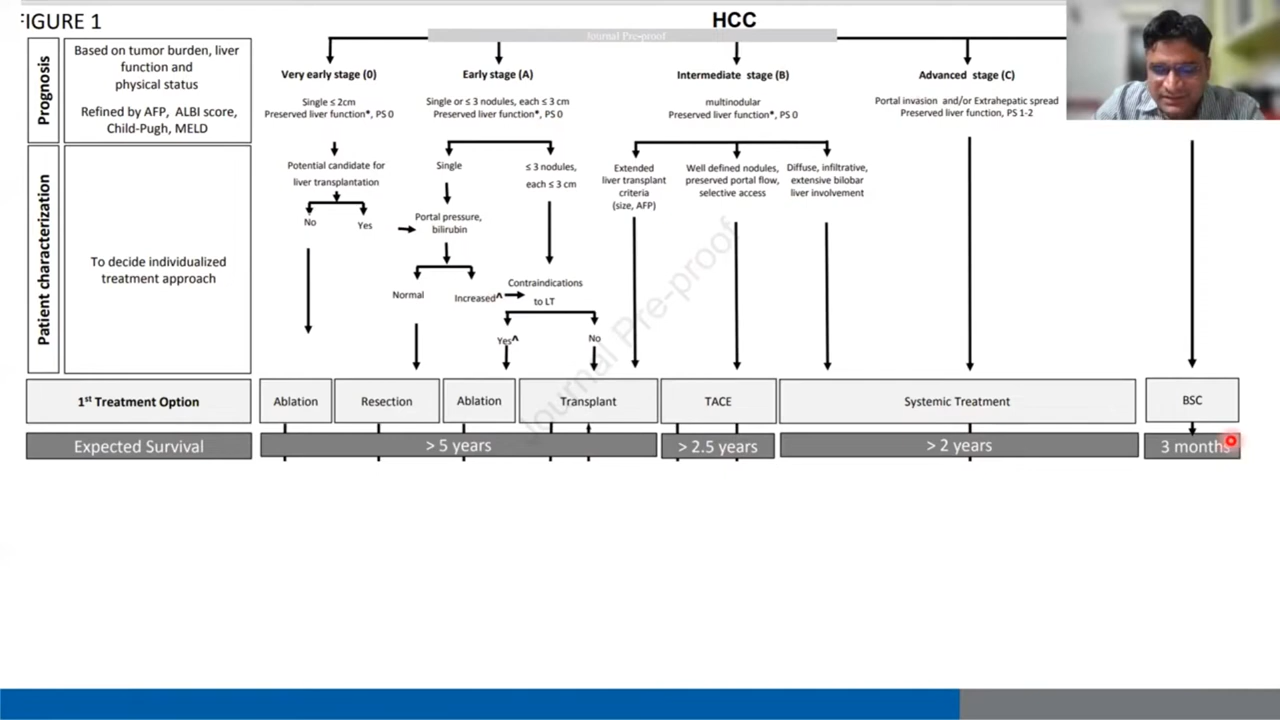 FIGURE 1
HCC
Journal Pre-proof
Prognosis
Based on tumor burden, liver
function and
physical status
Refined by AFP, ALBI score,
Child-Pugh, MELD
Very early stage (0)
Single ≤ 2cm
Preserved liver function*, PS 0
Early stage (A)
Single or ≤ 3 nodules, each ≤ 3 cm
Preserved liver function*, PS 0
Intermediate stage (B)
multinodular
Preserved liver function*, PS 0
Advanced stage (C)
Portal invasion and/or Extrahepatic spread
Preserved liver function, PS 1-2
Patient characterization
To decide individualized
treatment approach
Potential candidate for
liver transplantation
No
Yes
Single
Portal pressure,
bilirubin
Normal
Increased^
≤ 3 nodules,
each ≤ 3 cm
Contraindications
to LT
Yes^
No
Extended
liver transplant
criteria
(size, AFP)
Well defined nodules,
preserved portal flow,
selective access
Diffuse, infiltrative,
extensive bilobar
liver involvement
Journal Pre-proof
1st Treatment Option
Ablation
Resection
Ablation
Transplant
TACE
Systemic Treatment
BSC
Expected Survival
> 5 years
> 2.5 years
> 2 years
3 months